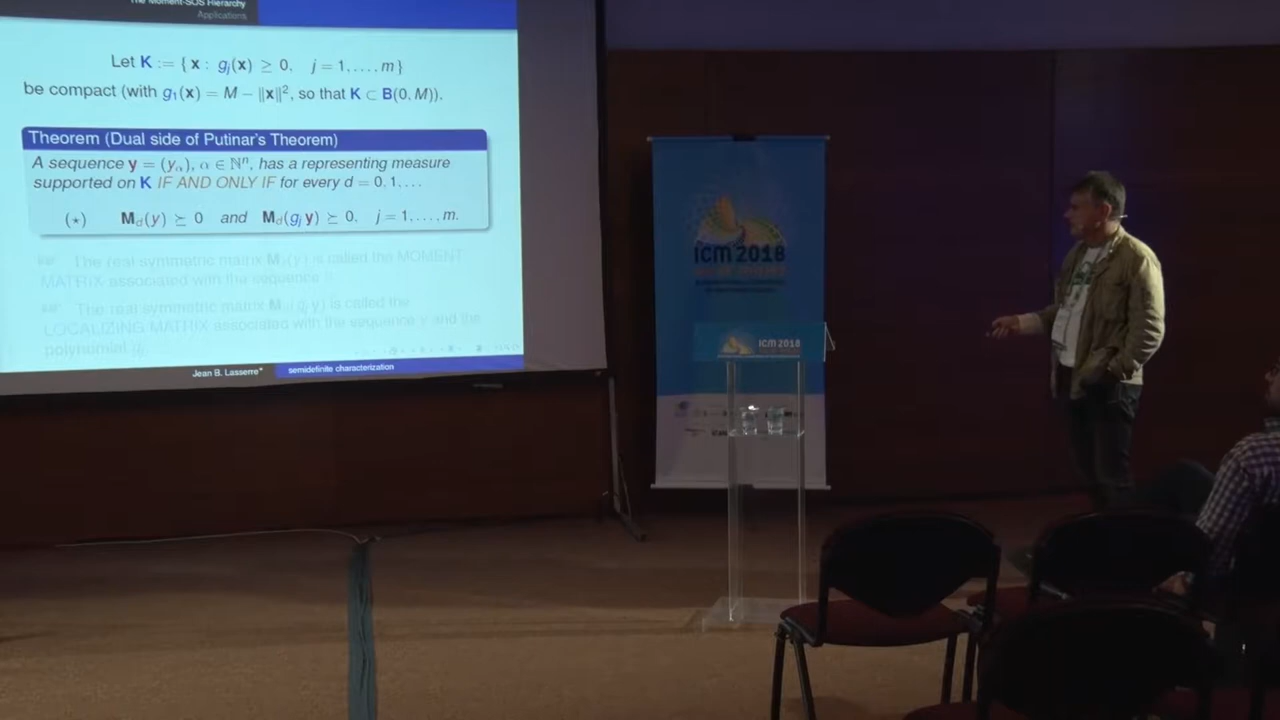 The Moment-SOS Hierarchy
Applications
Let K := { x : gj(x) ≥ 0, j = 1, . . . , m }
be compact (with g1(x) = M − ‖x‖², so that K ⊂ B(0, M)).
Theorem (Dual side of Putinar's Theorem)
A sequence y = (yα), α ∈ ℕⁿ, has a representing measure
supported on K IF AND ONLY IF for every d = 0, 1, . . .
(⋆) Md(y) ⪰ 0 and Md(gj y) ⪰ 0, j = 1, . . . , m.
The real symmetric matrix Md(y) is called the MOMENT
MATRIX associated with the sequence y
The real symmetric matrix Md(gj y) is called the
LOCALIZING MATRIX associated with the sequence y and the
polynomial gj
Jean B. Lasserre*
semidefinite characterization
icm 2018
icm 2018